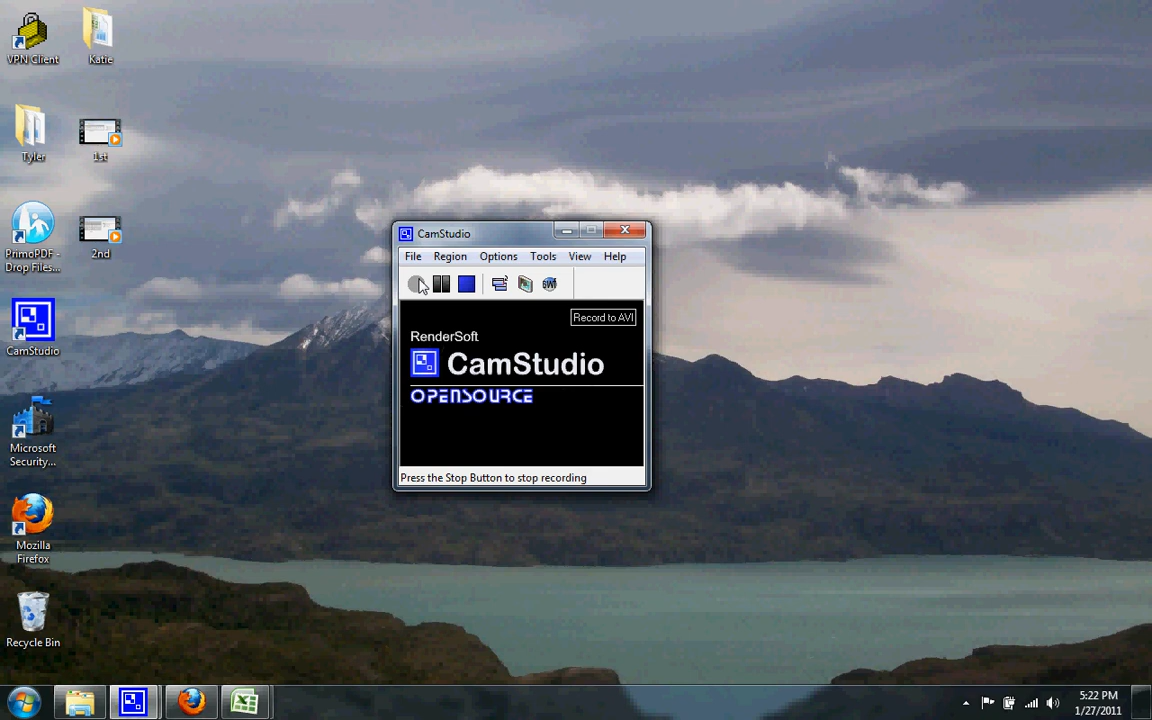 VPN Client
Katie
Tyler
1st
PrimoPDF -
Drop Files...
2nd
CamStudio
Microsoft
Security...
Mozilla
Firefox
Recycle Bin
CamStudio
File Region Options Tools View Help
SWF
Record to AVI
RenderSoft
CamStudio
OPENSOURCE
Press the Stop Button to stop recording
5:22 PM
1/27/2011